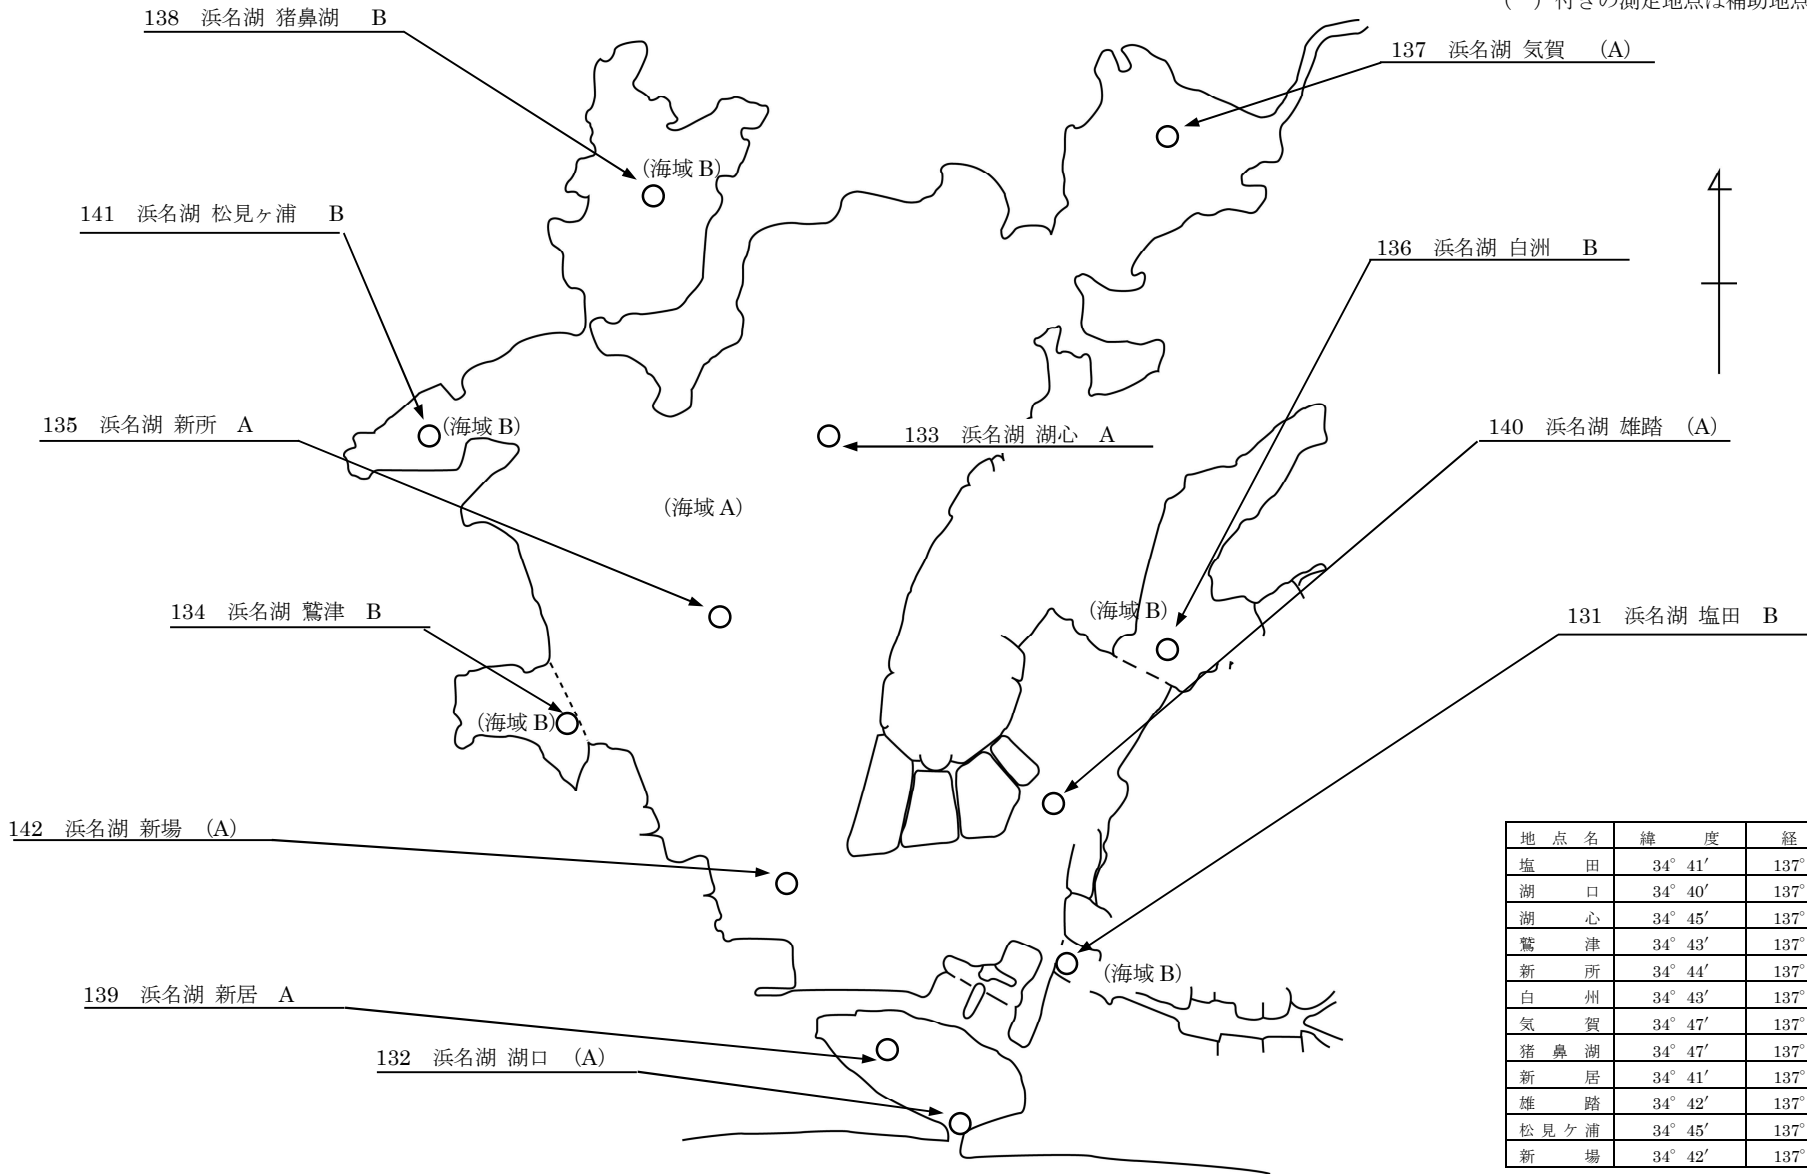 ( ) 付きの測定地点は補助地点
138 浜名湖 猪鼻湖 B
137 浜名湖 気賀 (A)
(海域 B)
141 浜名湖 松見ヶ浦 B
136 浜名湖 白洲 B
135 浜名湖 新所 A
(海域 B)
133 浜名湖 湖心 A
140 浜名湖 雄踏 (A)
(海域 A)
134 浜名湖 鷲津 B
(海域 B)
131 浜名湖 塩田 B
(海域 B)
142 浜名湖 新場 (A)
(海域 B)
139 浜名湖 新居 A
132 浜名湖 湖口 (A)
地点名 緯度 経
塩田 34° 41′ 137°
湖口 34° 40′ 137°
湖心 34° 45′ 137°
鷲津 34° 43′ 137°
新所 34° 44′ 137°
白州 34° 43′ 137°
気賀 34° 47′ 137°
猪鼻湖 34° 47′ 137°
新居 34° 41′ 137°
雄踏 34° 42′ 137°
松見ケ浦 34° 45′ 137°
新場 34° 42′ 137°